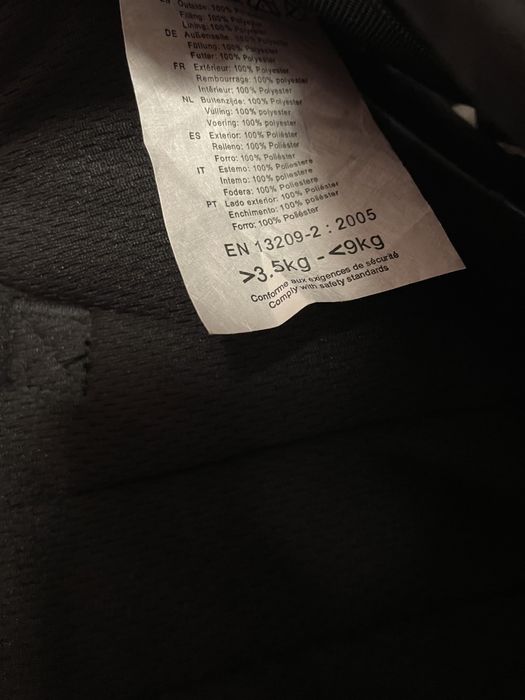 Outside: 100%
Filling: 100% Polyester
Lining: 100% Polyester
DE Außenseite: 100% Polyester
Füllung: 100% Polyester
Futter: 100% Polyester
FR Extérieur: 100% Polyester
Rembourrage: 100% Polyester
Intérieur: 100% Polyester
NL Buitenzijde: 100% Polyester
Vulling: 100% polyester
Voering: 100% polyester
ES Exterior: 100% Poliéster
Relleno: 100% Poliéster
Forro: 100% Poliéster
IT Esterno: 100% Poliestere
Interno: 100% poliestere
Fodera: 100% Poliestere
PT Lado exterior: 100% Poliéster
Enchimento: 100% Poliéster
Forro: 100% Poliéster
EN 13209-2 : 2005
>3.5kg - <9kg
Conforme aux exigences de sécurité
Comply with safety standards